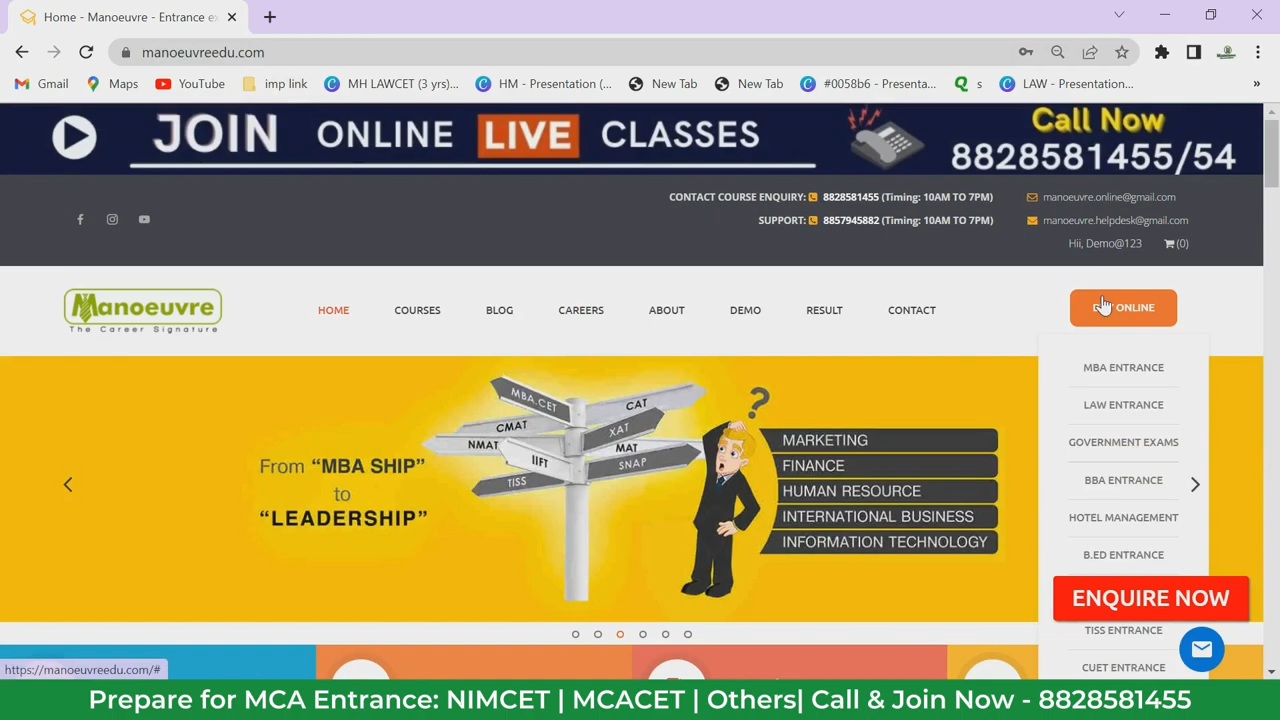 Home - Manoeuvre - Entrance ex
manoeuvreedu.com
Gmail Maps YouTube imp link MH LAWCET (3 yrs)... HM - Presentation (... New Tab New Tab #0058b6 - Presenta... s LAW - Presentation... »
JOIN ONLINE LIVE CLASSES
Call Now
8828581455/54
CONTACT COURSE ENQUIRY: 8828581455 (Timing: 10AM TO 7PM) manoeuvre.online@gmail.com
SUPPORT: 8857945882 (Timing: 10AM TO 7PM) manoeuvre.helpdesk@gmail.com
Hii, Demo@123 (0)
Manoeuvre
The Career Signature
HOME COURSES BLOG CAREERS ABOUT DEMO RESULT CONTACT
ONLINE
MBA ENTRANCE
LAW ENTRANCE
GOVERNMENT EXAMS
BBA ENTRANCE
HOTEL MANAGEMENT
B.ED ENTRANCE
TISS ENTRANCE
CUET ENTRANCE
From “MBA SHIP”
to
“LEADERSHIP”
MBA.CET
CAT
CMAT
XAT
NMAT
MAT
IIFT
SNAP
TISS
?
MARKETING
FINANCE
HUMAN RESOURCE
INTERNATIONAL BUSINESS
INFORMATION TECHNOLOGY
ENQUIRE NOW
https://manoeuvreedu.com/#
Prepare for MCA Entrance: NIMCET | MCACET | Others| Call & Join Now - 8828581455